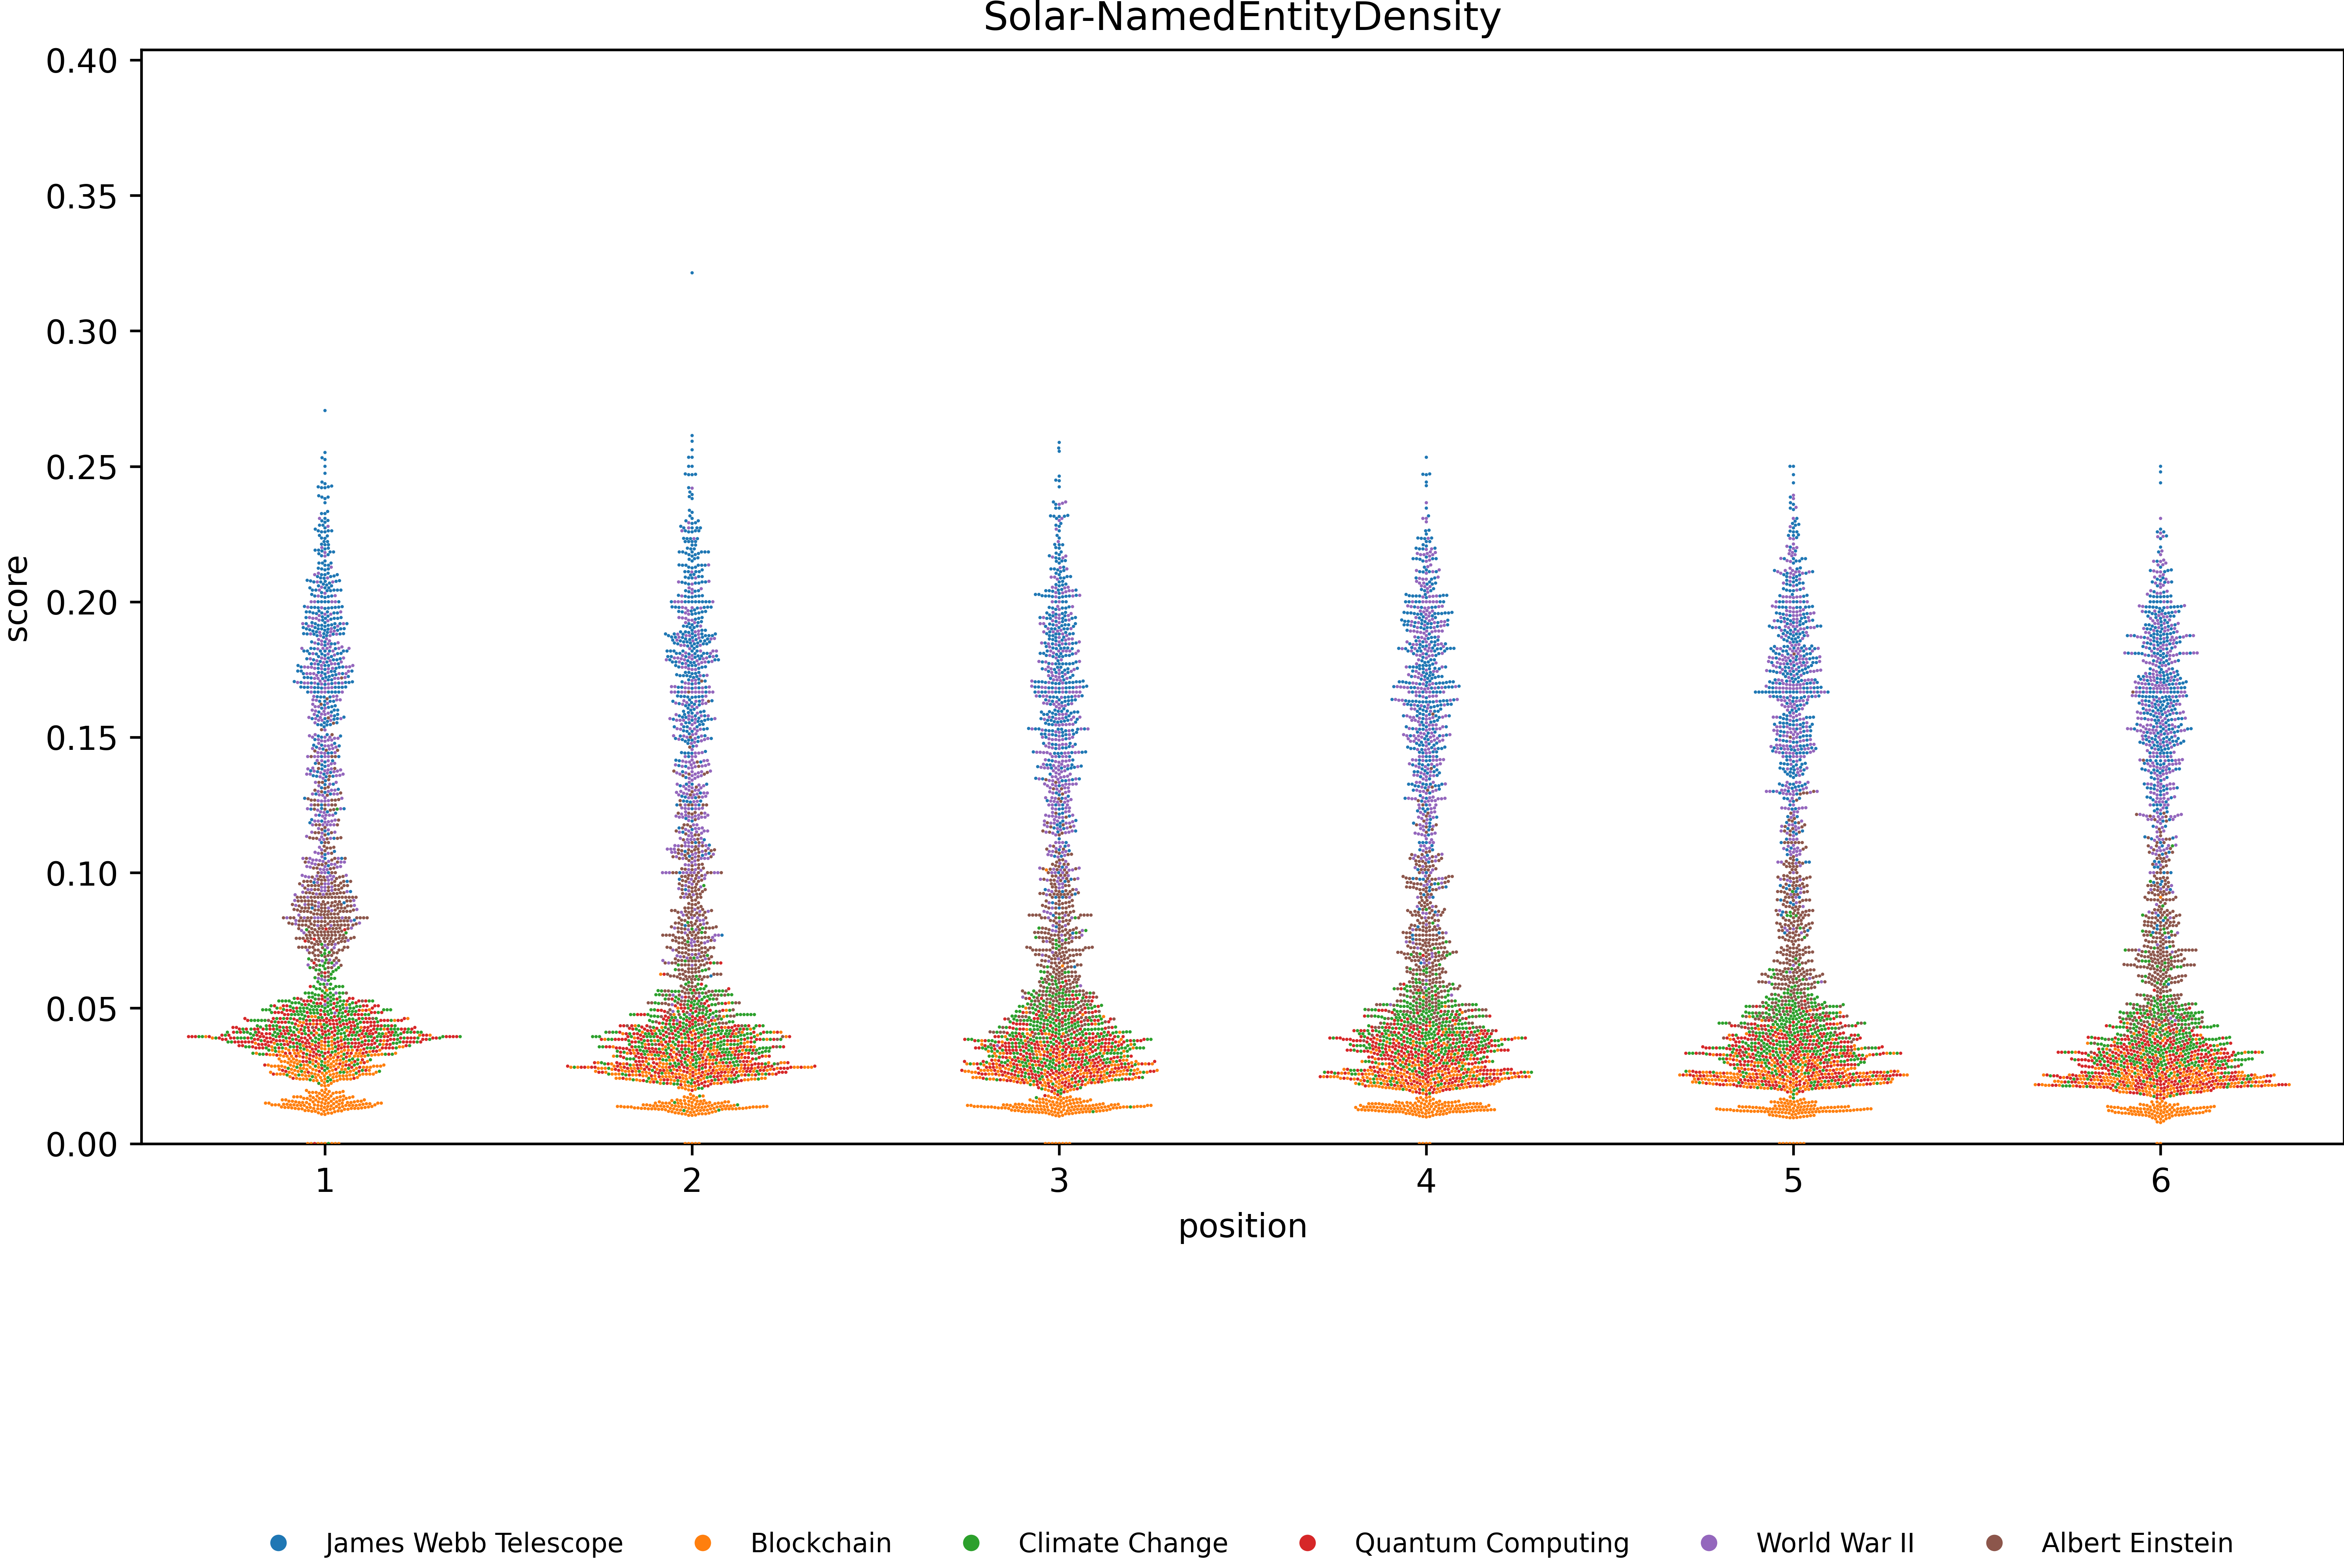 Solar-NamedEntityDensity
0.40
0.35
0.30
0.25
0.20
0.15
0.10
0.05
0.00
score
1 2 3 4 5 6
position
James Webb Telescope Blockchain Climate Change Quantum Computing World War II Albert Einstein